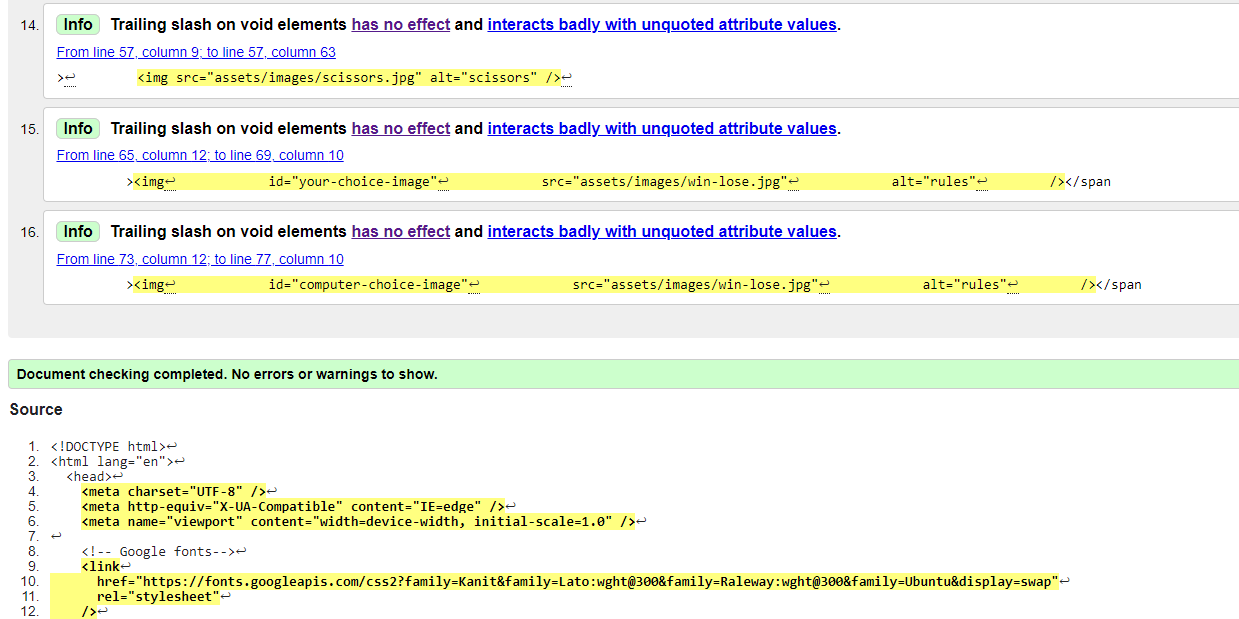 14. Info Trailing slash on void elements has no effect and interacts badly with unquoted attribute values.
From line 57, column 9; to line 57, column 63
>↩ <img src="assets/images/scissors.jpg" alt="scissors" />↩
15. Info Trailing slash on void elements has no effect and interacts badly with unquoted attribute values.
From line 65, column 12; to line 69, column 10
><img↩ id="your-choice-image"↩ src="assets/images/win-lose.jpg"↩ alt="rules"↩ /></span
16. Info Trailing slash on void elements has no effect and interacts badly with unquoted attribute values.
From line 73, column 12; to line 77, column 10
><img↩ id="computer-choice-image"↩ src="assets/images/win-lose.jpg"↩ alt="rules"↩ /></span
Document checking completed. No errors or warnings to show.
Source
1. <!DOCTYPE html>↩
2. <html lang="en">↩
3. <head>↩
4. <meta charset="UTF-8" />↩
5. <meta http-equiv="X-UA-Compatible" content="IE=edge" />↩
6. <meta name="viewport" content="width=device-width, initial-scale=1.0" />↩
7. ↩
8. <!-- Google fonts-->↩
9. <link↩
10. href="https://fonts.googleapis.com/css2?family=Kanit&family=Lato:wght@300&family=Raleway:wght@300&family=Ubuntu&display=swap"↩
11. rel="stylesheet"↩
12. />↩